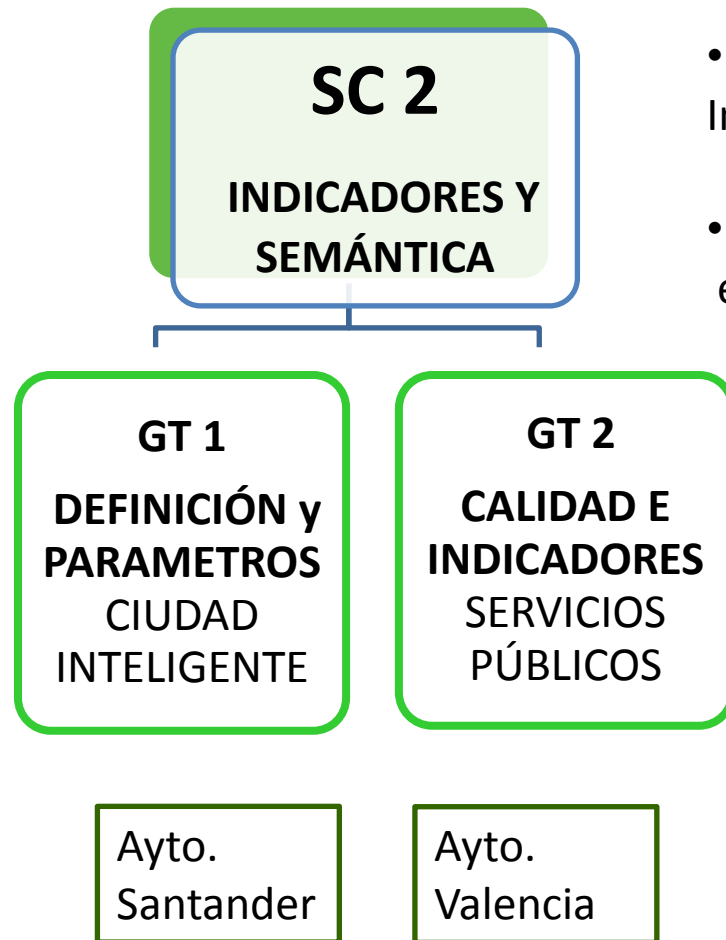 SC 2
INDICADORES Y
SEMÁNTICA
•
•
GT 1
DEFINICIÓN y
PARAMETROS
CIUDAD
INTELIGENTE
GT 2
CALIDAD E
INDICADORES
SERVICIOS
PÚBLICOS
Ayto.
Santander
Ayto.
Valencia